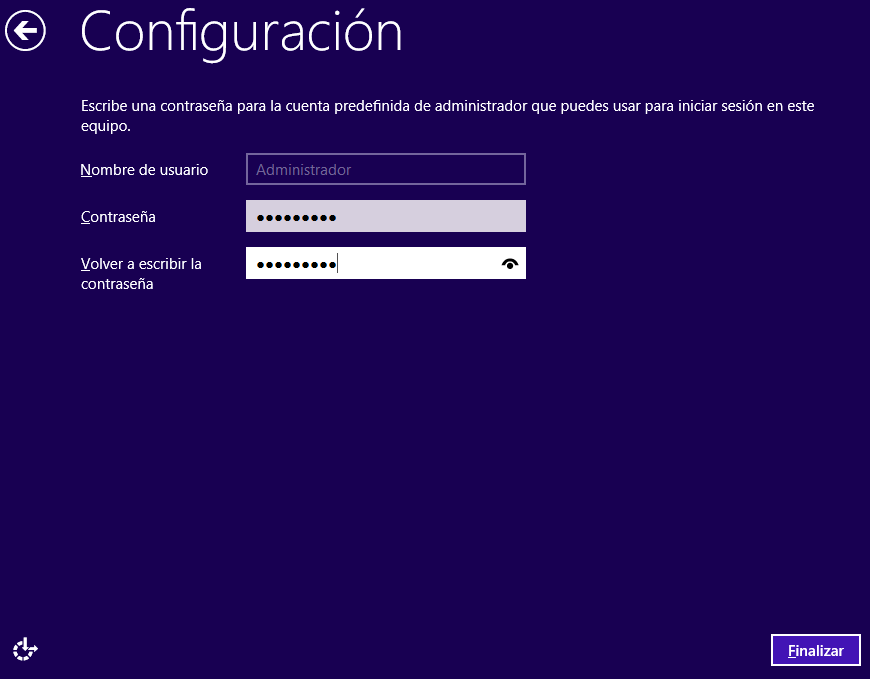 Configuración
Escribe una contraseña para la cuenta predefinida de administrador que puedes usar para iniciar sesión en este
equipo.
Nombre de usuario
Administrador
Contraseña
●●●●●●●●●
Volver a escribir la
contraseña
●●●●●●●●●
Finalizar